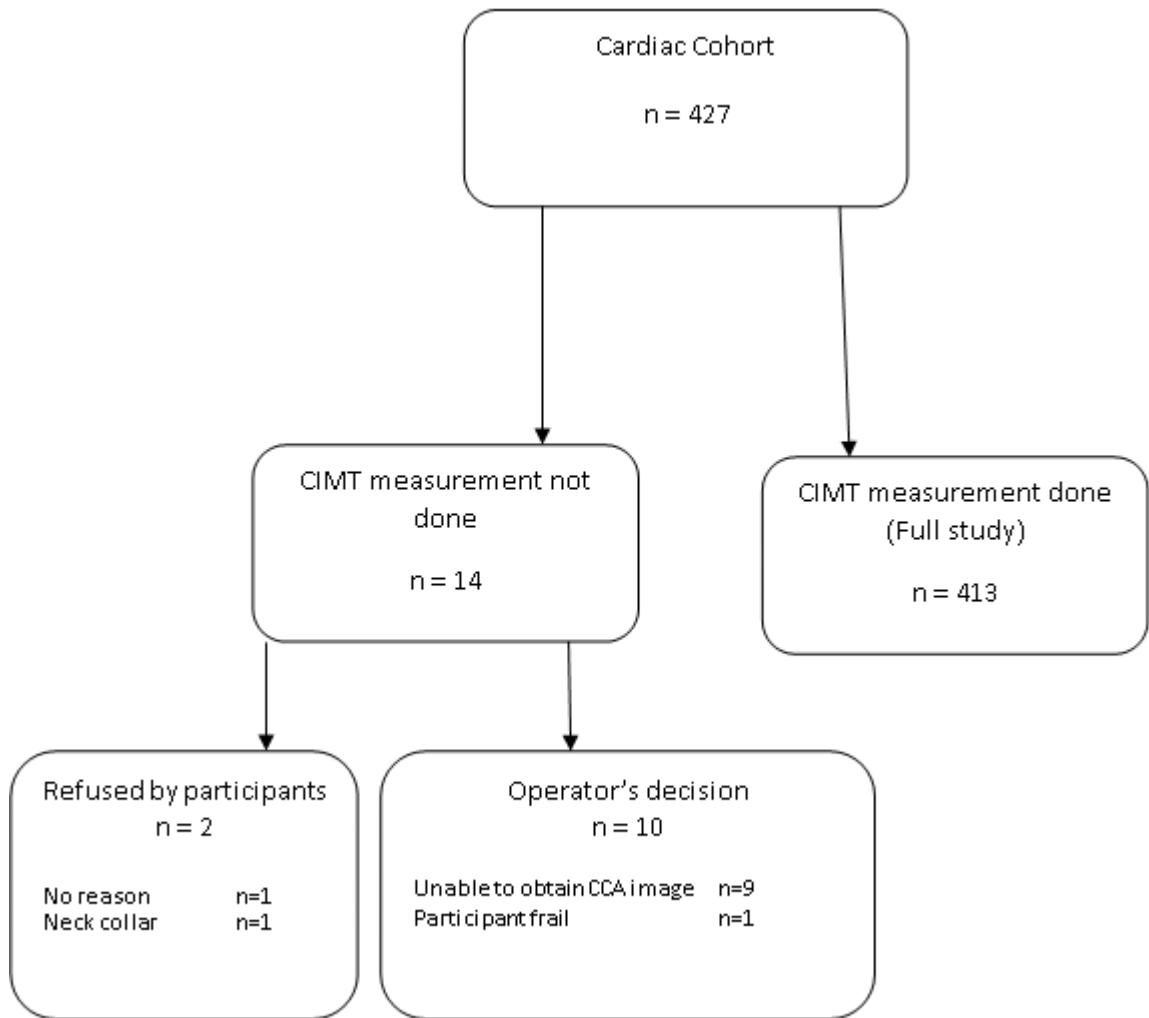 Cardiac Cohort
n = 427
CIMT measurement not
done
n = 14
CIMT measurement done
(Full study)
n = 413
Refused by participants
n = 2
No reason n=1
Neck collar n=1
Operator's decision
n = 10
Unable to obtain CCA image n=9
Participant frail n=1